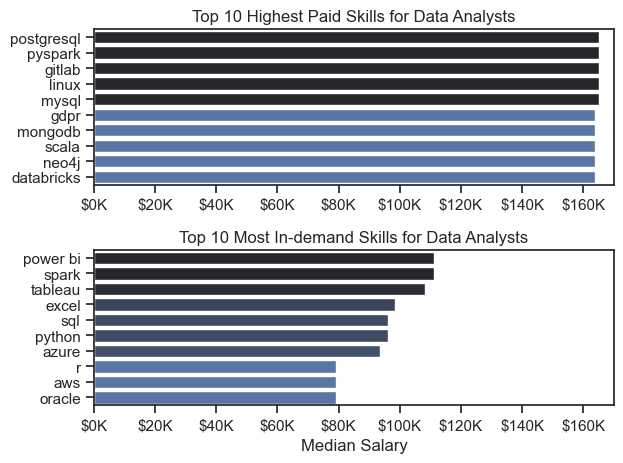 Top 10 Highest Paid Skills for Data Analysts
postgresql
pyspark
gitlab
linux
mysql
gdpr
mongodb
scala
neo4j
databricks
$0K $20K $40K $60K $80K $100K $120K $140K $160K
Top 10 Most In-demand Skills for Data Analysts
power bi
spark
tableau
excel
sql
python
azure
r
aws
oracle
$0K $20K $40K $60K $80K $100K $120K $140K $160K
Median Salary